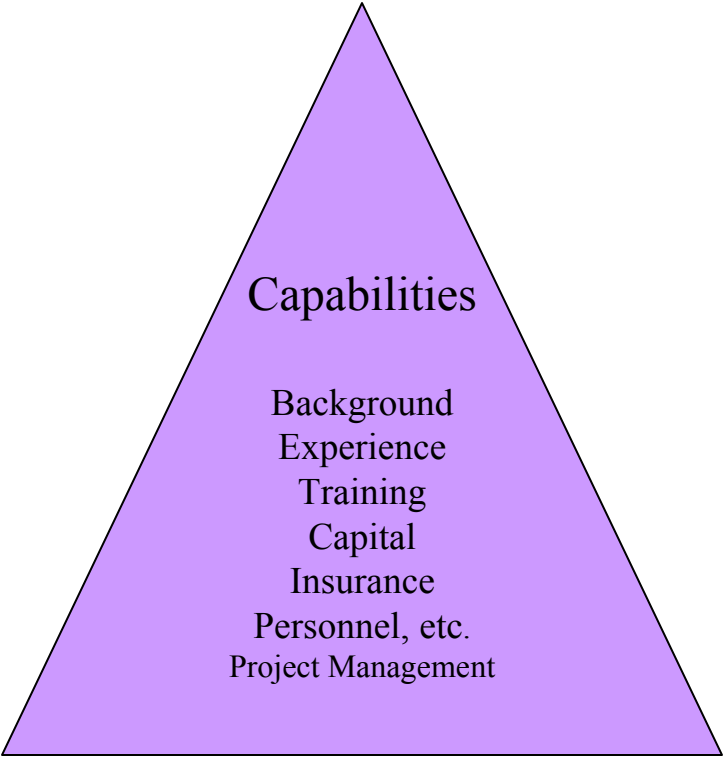 Capabilities
Background
Experience
Training
Capital
Insurance
Personnel, etc.
Project Management